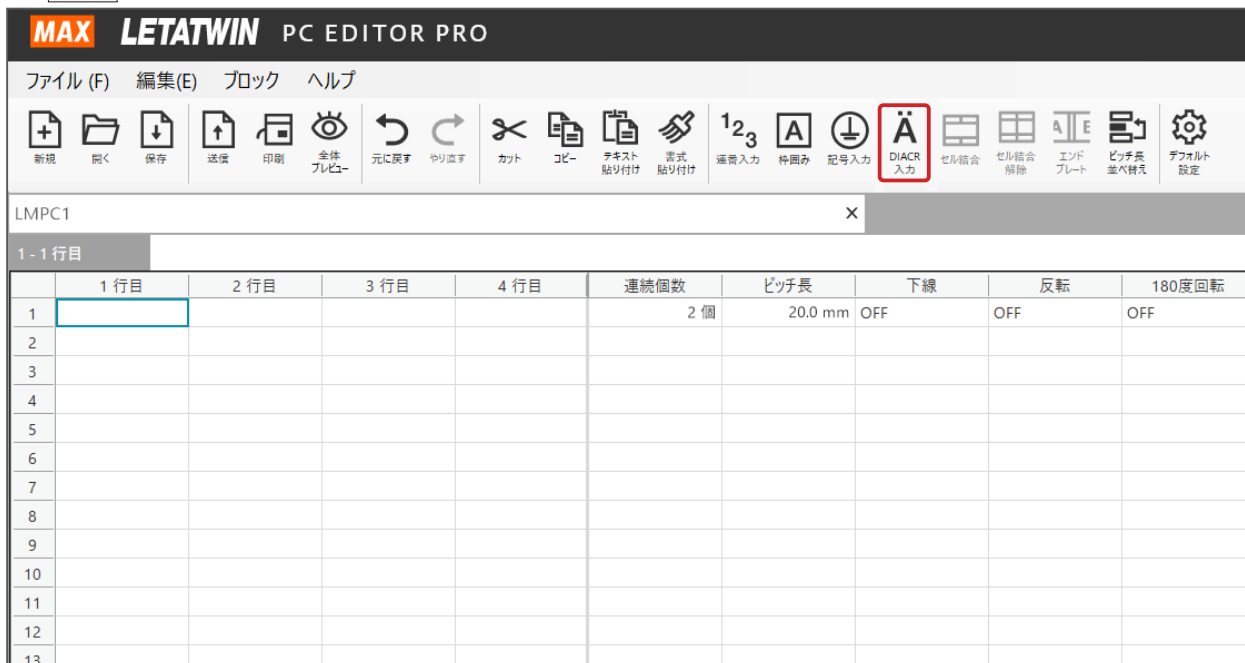 MAX LETATWIN PC EDITOR PRO
ファイル (F) 編集(E) ブロック ヘルプ
新規 開く 保存 送信 印刷 全体プレビュー 元に戻す やり直す カット コピー テキスト貼り付け 書式貼り付け 連番入力 枠囲み 記号入力 DIACR入力 セル結合 セル結合解除 エンドプレート ピッチ長並べ替え デフォルト設定
LMPC1 ×
1 - 1 行目
1 行目 2 行目 3 行目 4 行目 連続個数 ピッチ長 下線 反転 180度回転
1 2 個 20.0 mm OFF OFF OFF
2
3
4
5
6
7
8
9
10
11
12
13